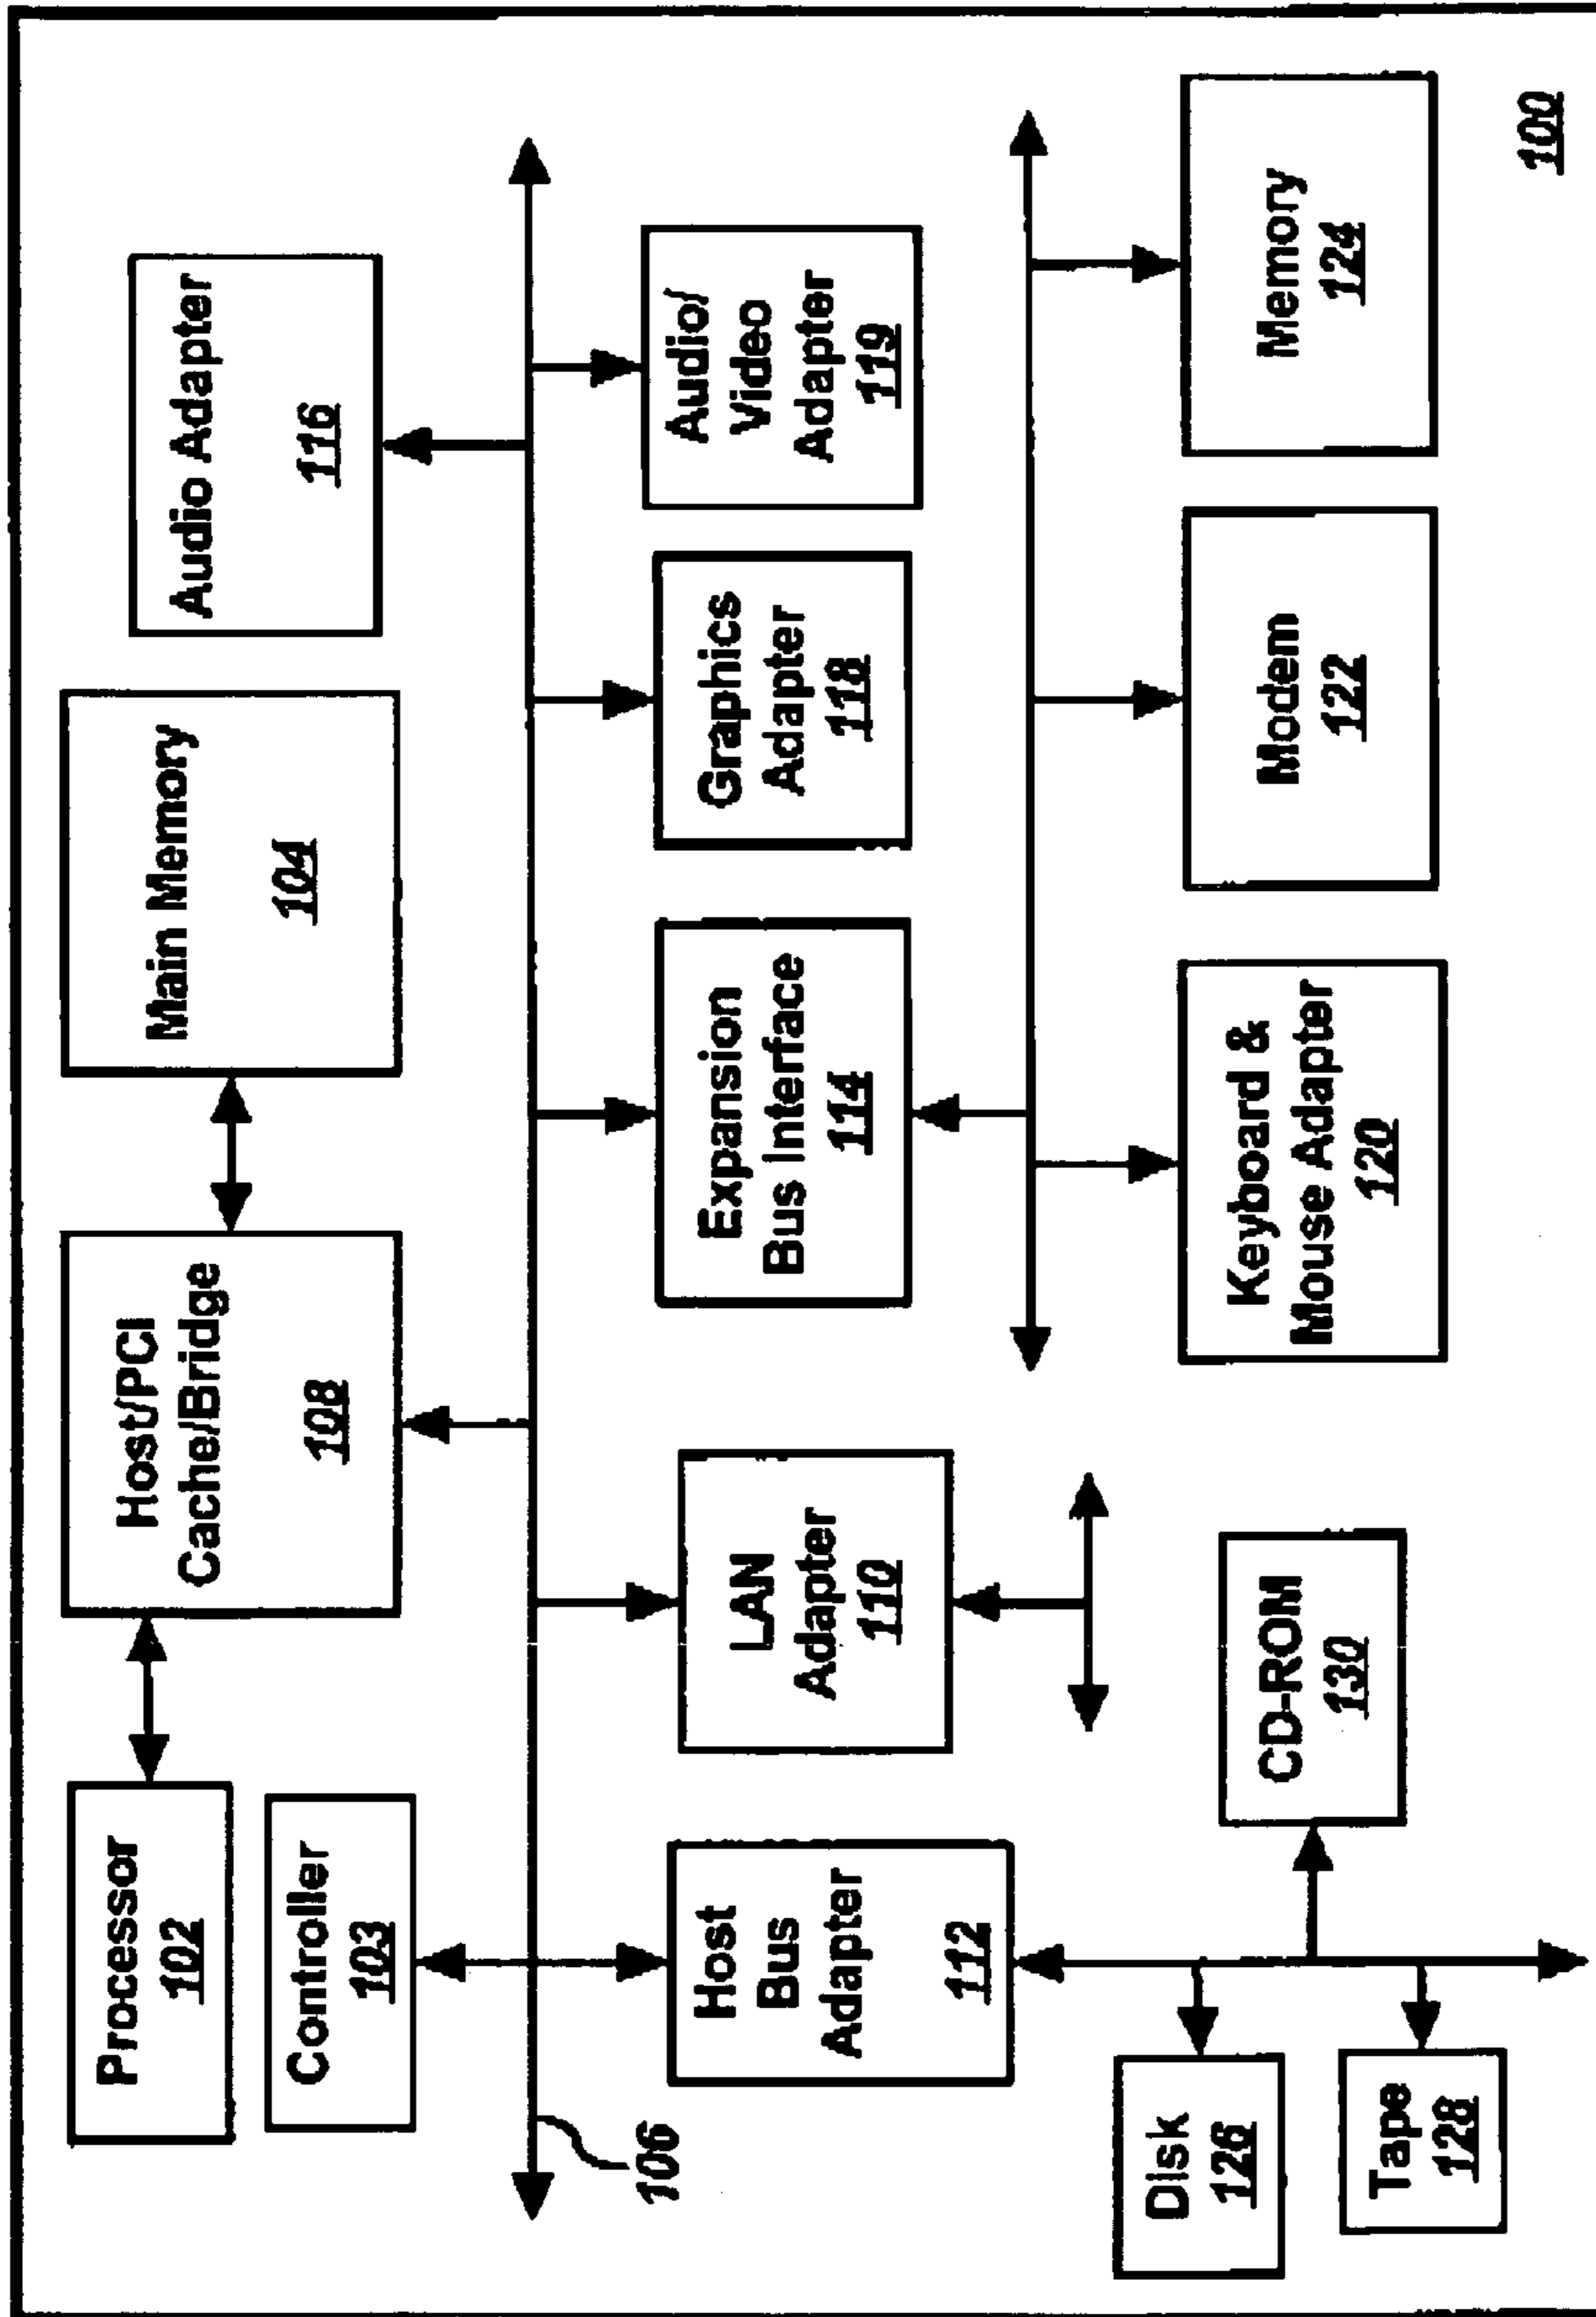 Processor
102
Controller
103
Host/PCI
Cache/Bridge
108
Main Memory
104
Audio Adapter
116
106
Host
Bus
Adapter
112
LAN
Adapter
110
Expansion
Bus Interface
114
Graphics
Adapter
118
Audio/
Video
Adapter
119
Disk
126
Tape
128
CD-ROM
130
Keyboard &
Mouse Adapter
120
Modem
122
Memory
124
100